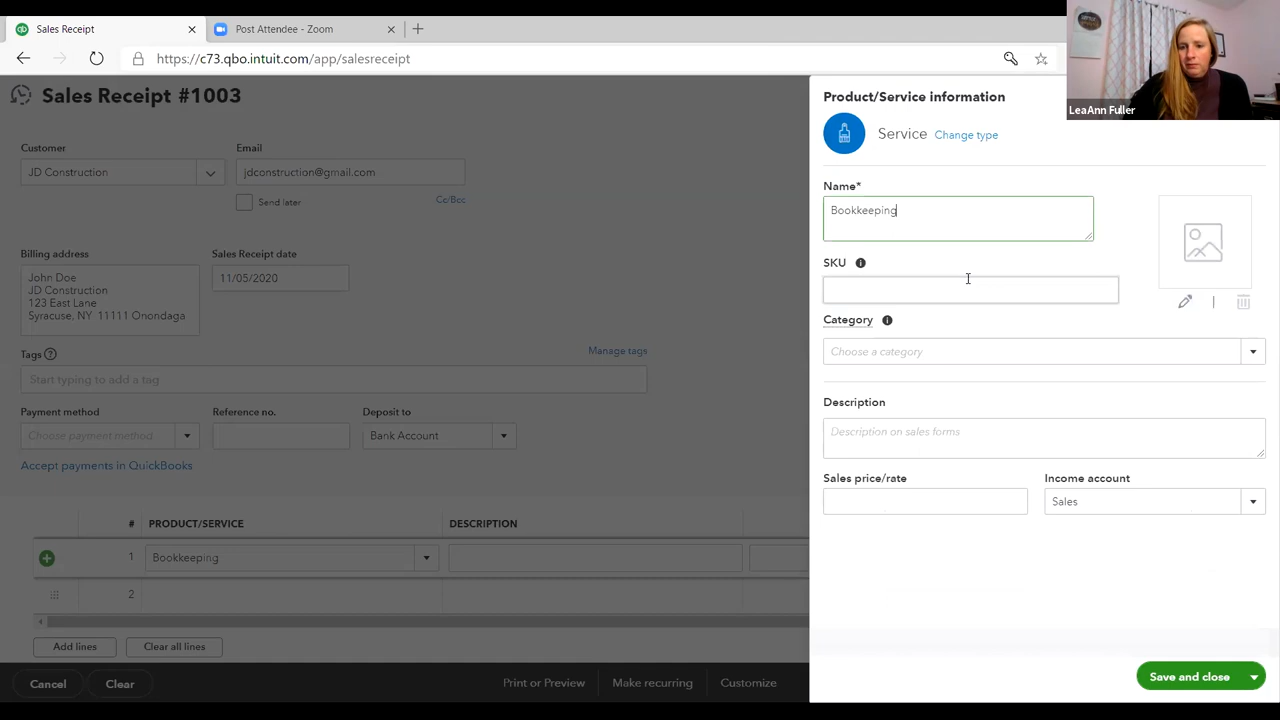 Sales Receipt
Post Attendee - Zoom
https://c73.qbo.intuit.com/app/salesreceipt
LeaAnn Fuller
Sales Receipt #1003
Customer
Email
JD Construction
jdconstruction@gmail.com
Send later
Cc/Bcc
Billing address
Sales Receipt date
John Doe
JD Construction
123 East Lane
Syracuse, NY 11111 Onondaga
11/05/2020
Tags
Manage tags
Start typing to add a tag
Payment method
Reference no.
Deposit to
Choose payment method
Bank Account
Accept payments in QuickBooks
# PRODUCT/SERVICE DESCRIPTION
1 Bookkeeping
2
Add lines
Clear all lines
Cancel
Clear
Print or Preview
Make recurring
Customize
Product/Service information
Service Change type
Name*
Bookkeeping
SKU
Category
Choose a category
Description
Description on sales forms
Sales price/rate
Income account
Sales
Save and close